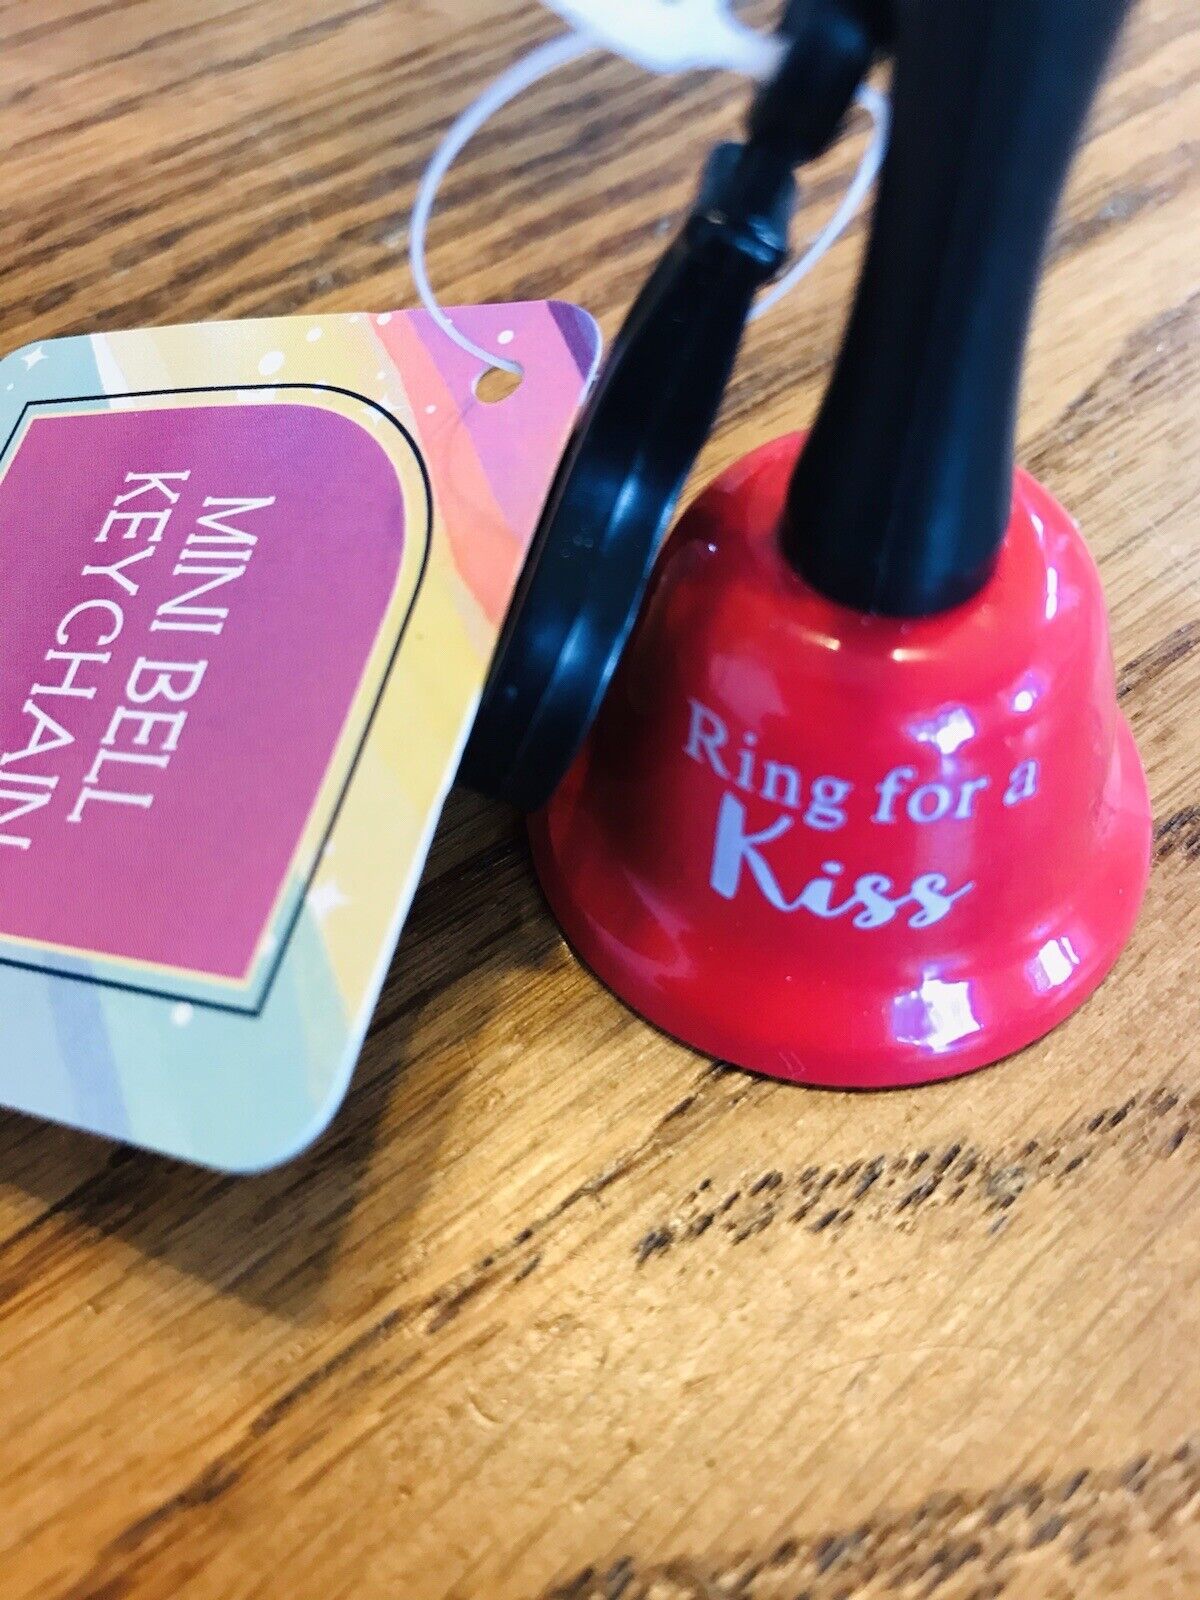 MINI BELL
KEYCHAIN
Ring for a
Kiss